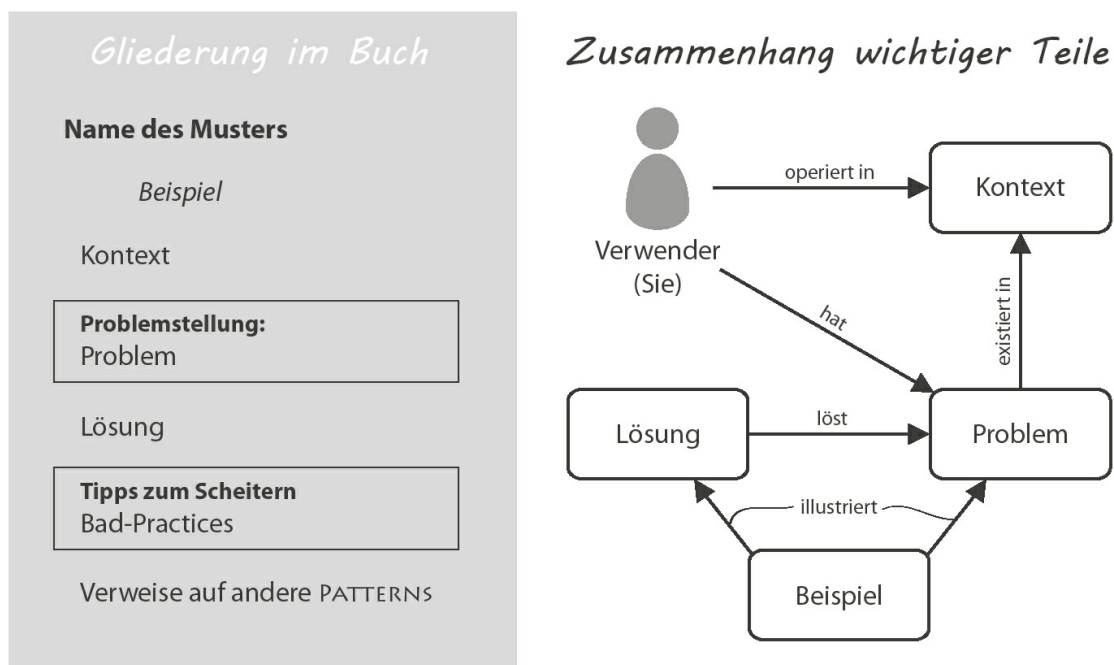 Gliederung im Buch
Name des Musters
Beispiel
Kontext
Problemstellung:
Problem
Lösung
Tipps zum Scheitern
Bad-Practices
Verweise auf andere PATTERNS
Zusammenhang wichtiger Teile
operiert in
Kontext
Verwender
(Sie)
hat
existiert in
Lösung
löst
Problem
illustriert
Beispiel